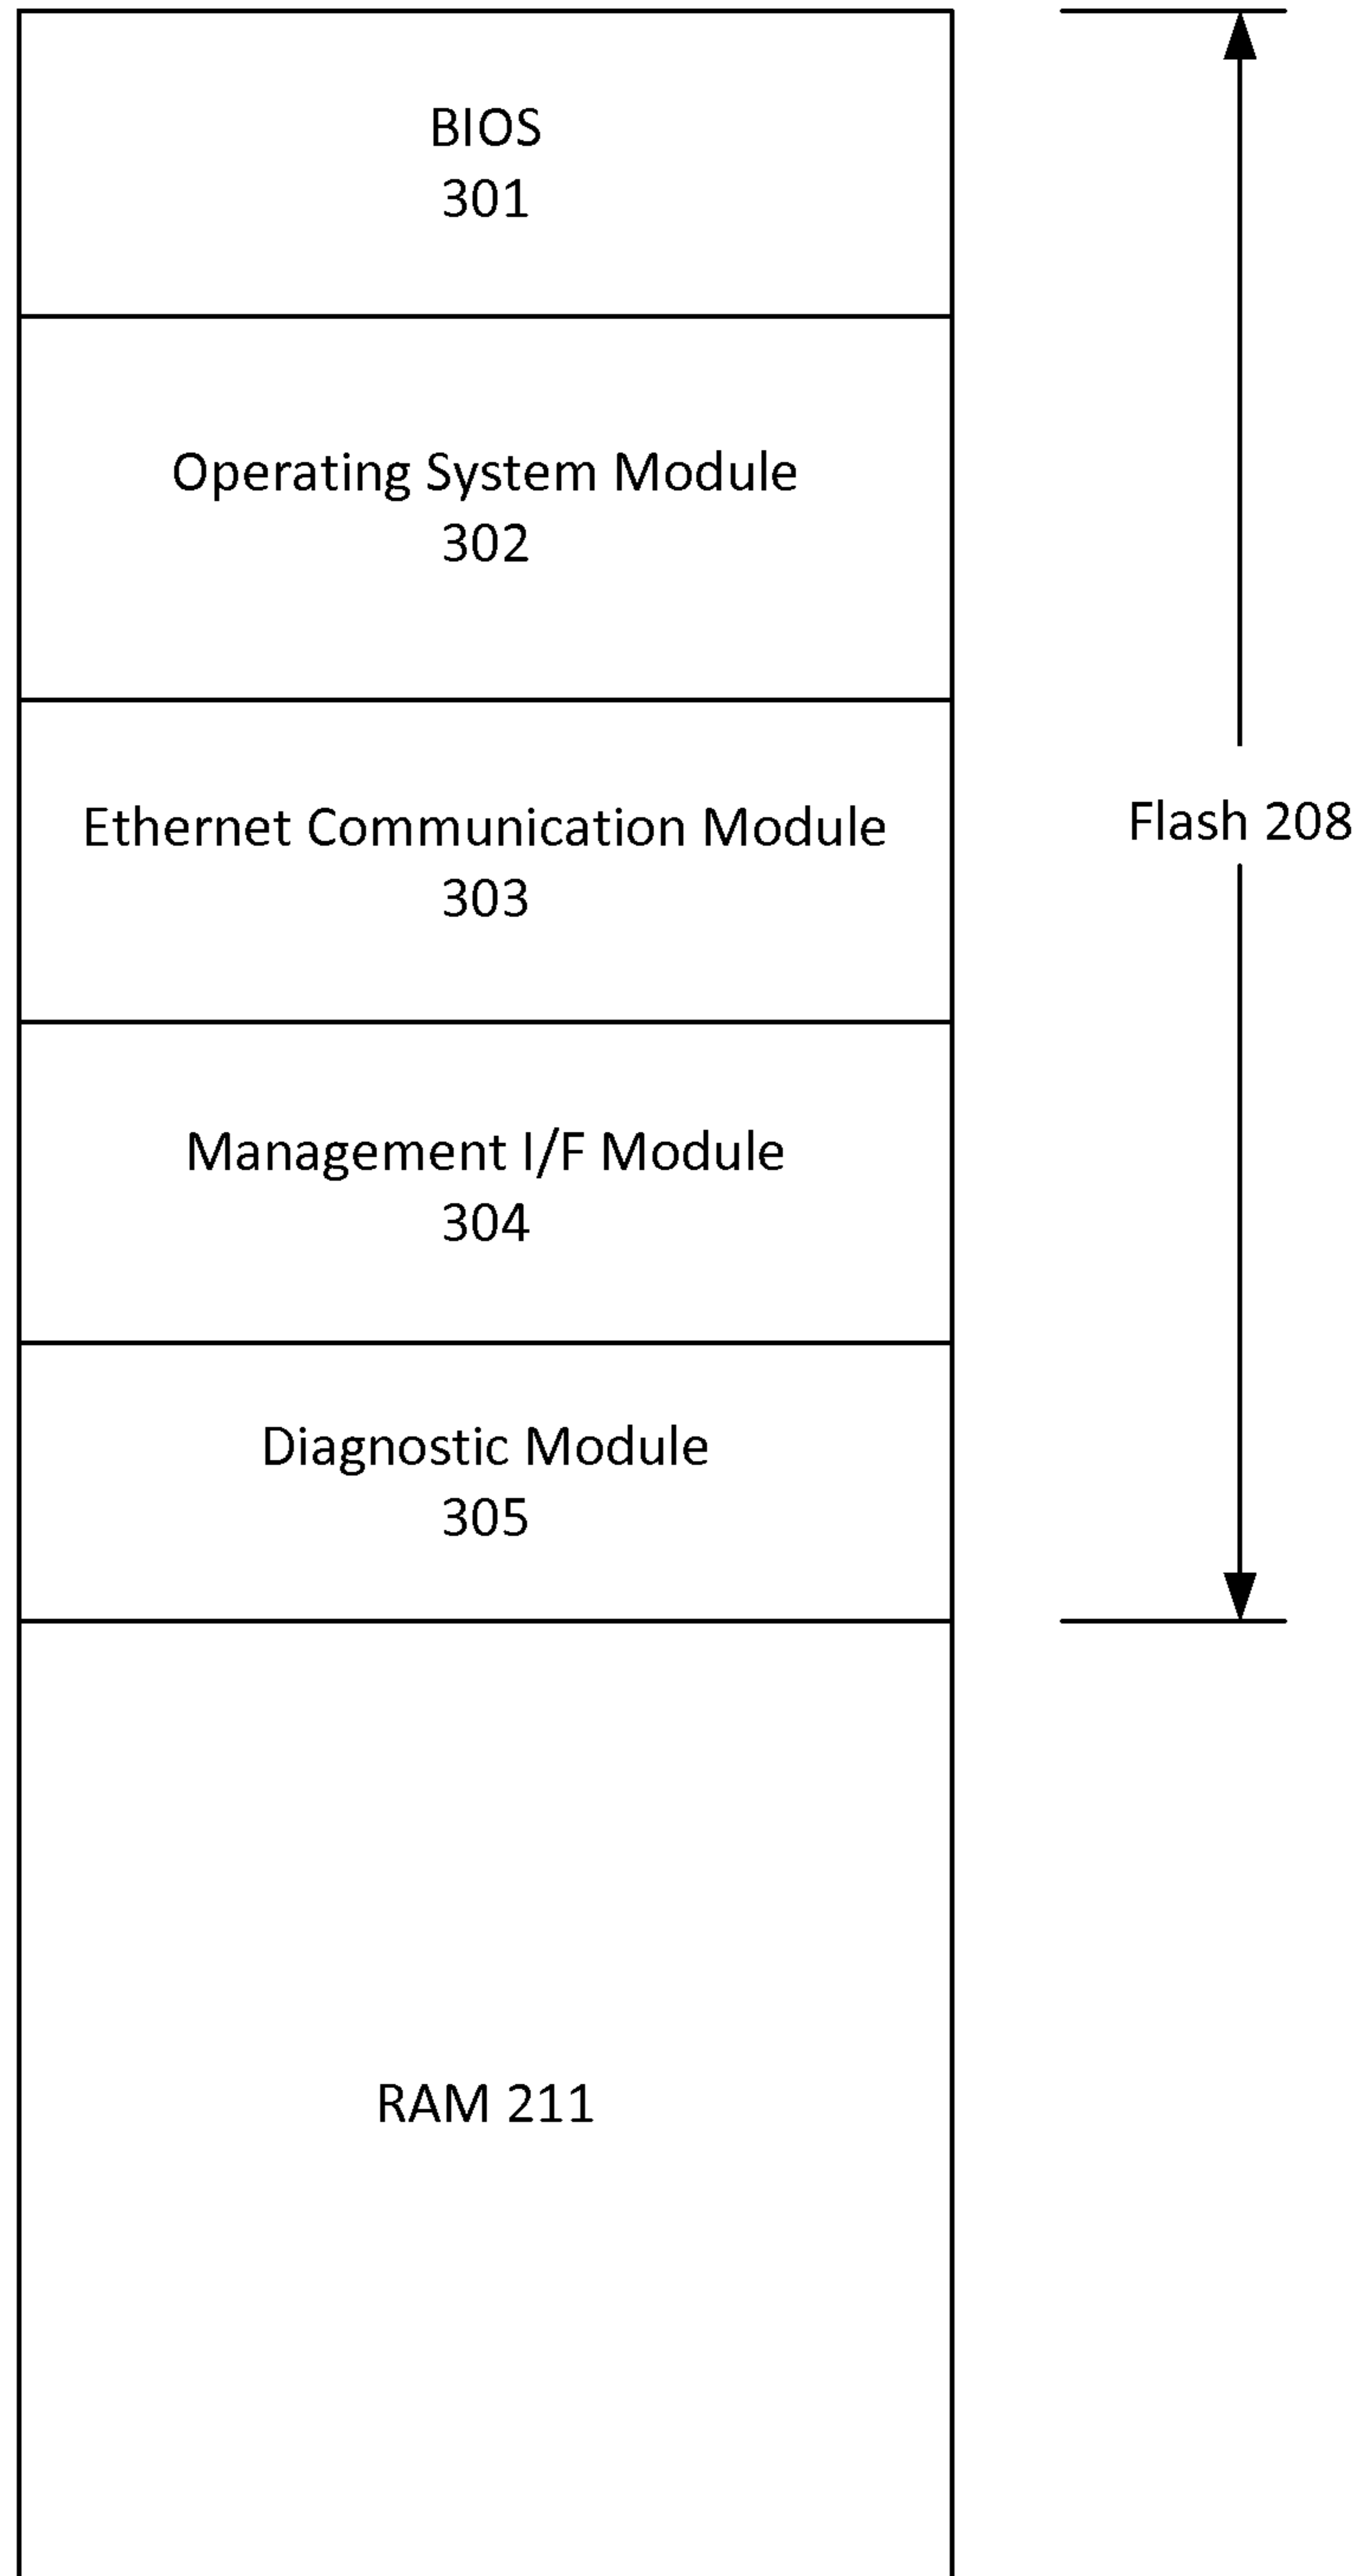 BIOS
301
Operating System Module
302
Ethernet Communication Module
303
Flash 208
Management I/F Module
304
Diagnostic Module
305
RAM 211